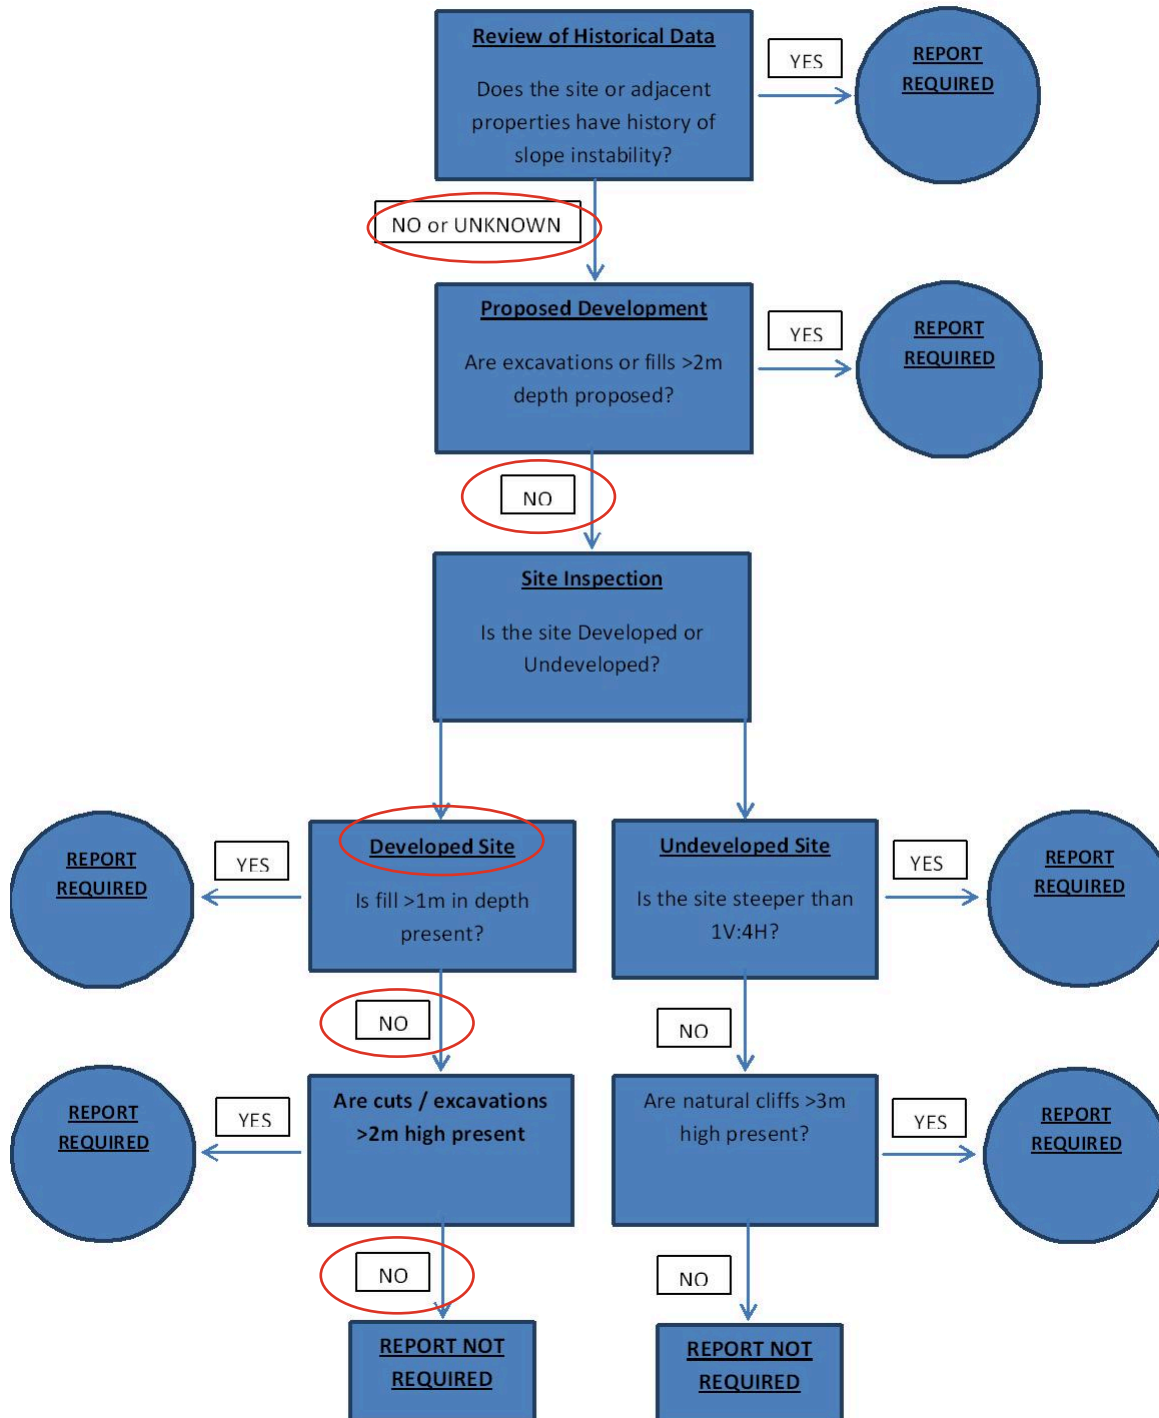 Review of Historical Data
Does the site or adjacent
properties have history of
slope instability?
YES
REPORT
REQUIRED
NO or UNKNOWN
Proposed Development
Are excavations or fills >2m
depth proposed?
YES
REPORT
REQUIRED
NO
Site Inspection
Is the site Developed or
Undeveloped?
REPORT
REQUIRED
YES
Developed Site
Is fill >1m in depth
present?
Undeveloped Site
Is the site steeper than
1V:4H?
YES
REPORT
REQUIRED
NO
NO
REPORT
REQUIRED
YES
Are cuts / excavations
>2m high present
Are natural cliffs >3m
high present?
YES
REPORT
REQUIRED
NO
NO
REPORT NOT
REQUIRED
REPORT NOT
REQUIRED